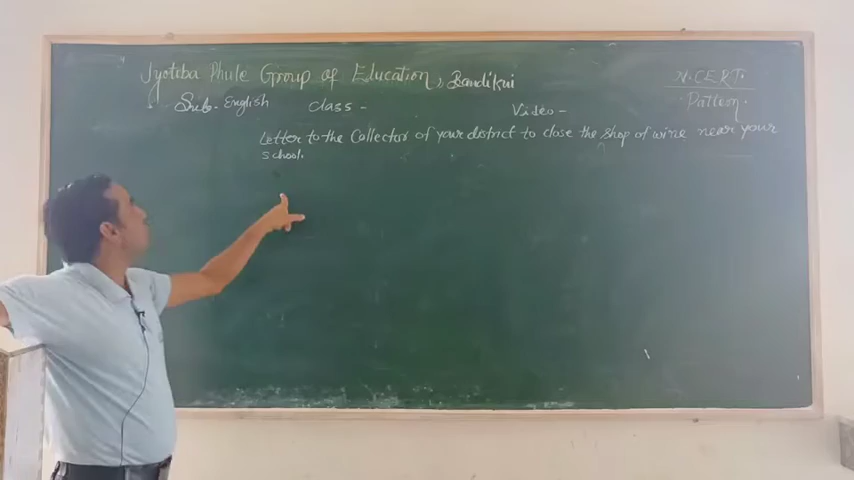 Jyotiba Phule Group of Education, Bandikui
N.C.E.R.T.
Sub- English class - Video - Pattern.
Letter to the Collector of your district to close the shop of wine near your
school.